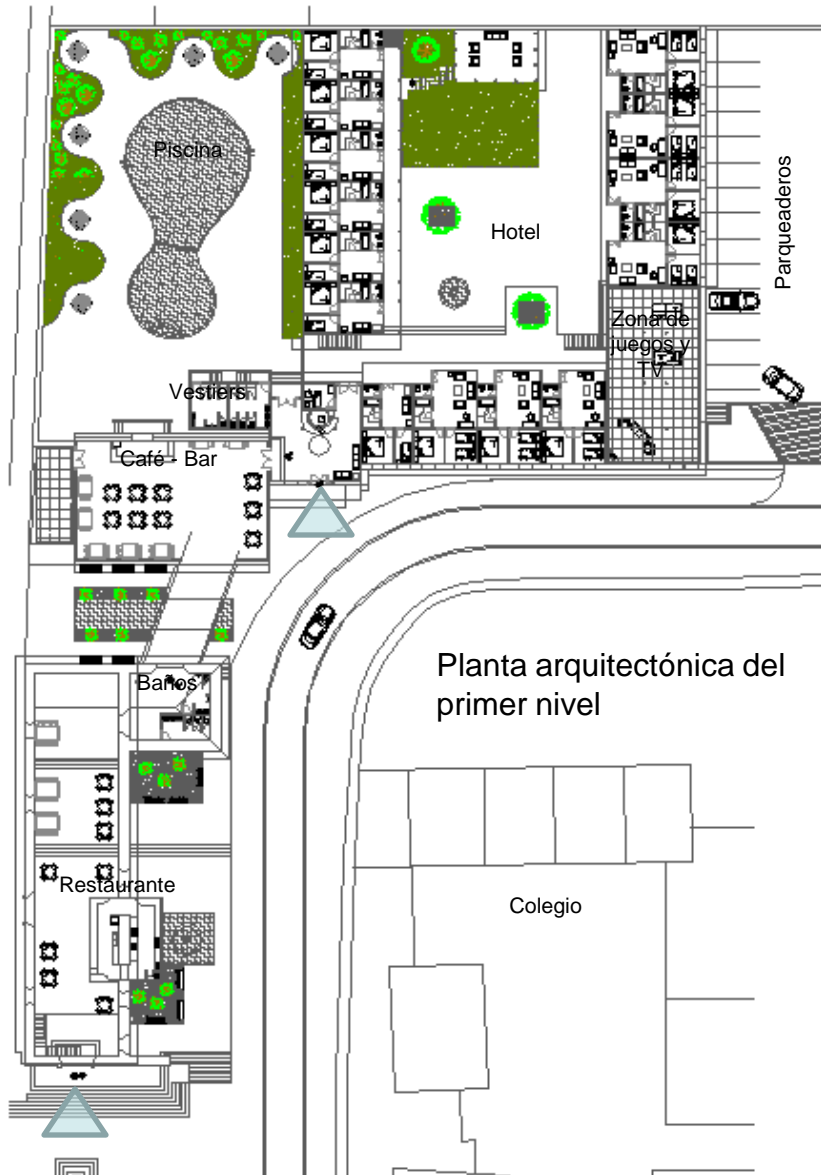 Piscina
Hotel
Parqueaderos
Zona de
juegos y
TV
Vestiers
Café - Bar
Planta arquitectónica del
primer nivel
Baños
Restaurante
Colegio